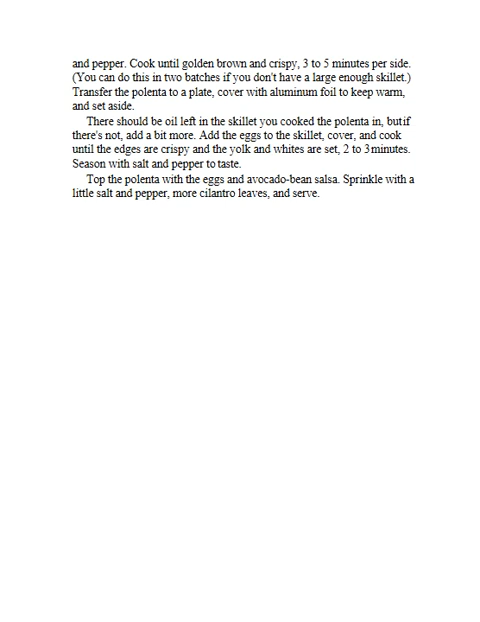 and pepper. Cook until golden brown and crispy, 3 to 5 minutes per side.
(You can do this in two batches if you don't have a large enough skillet.)
Transfer the polenta to a plate, cover with aluminum foil to keep warm,
and set aside.
There should be oil left in the skillet you cooked the polenta in, but if
there's not, add a bit more. Add the eggs to the skillet, cover, and cook
until the edges are crispy and the yolk and whites are set, 2 to 3 minutes.
Season with salt and pepper to taste.
Top the polenta with the eggs and avocado-bean salsa. Sprinkle with a
little salt and pepper, more cilantro leaves, and serve.